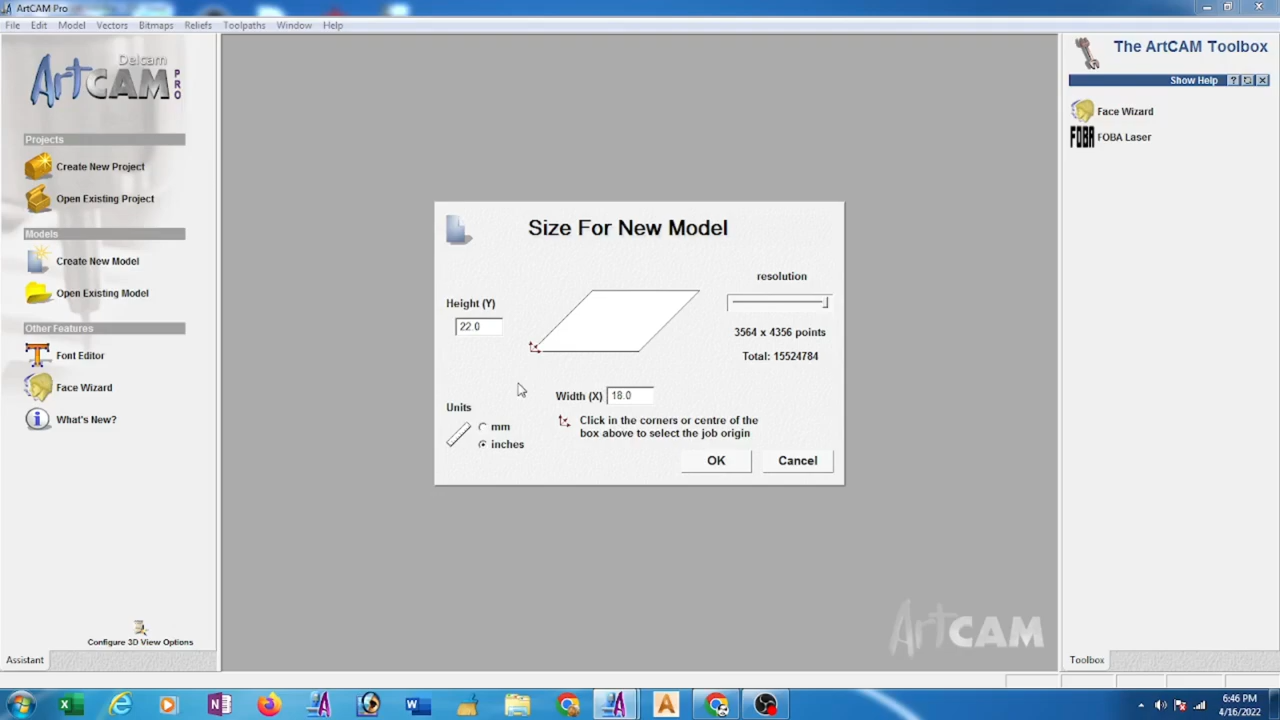 ArtCAM Pro
File Edit Model Vectors Bitmaps Reliefs Toolpaths Window Help
Delcam
ArtCAM PRO
Projects
Create New Project
Open Existing Project
Models
Create New Model
Open Existing Model
Other Features
Font Editor
Face Wizard
What's New?
Configure 3D View Options
Assistant
Size For New Model
resolution
Height (Y)
22.0
3564 x 4356 points
Total: 15524784
Width (X) 18.0
Units
mm
inches
Click in the corners or centre of the
box above to select the job origin
OK Cancel
ArtCAM
The ArtCAM Toolbox
Show Help ?
Face Wizard
FOBA FOBA Laser
Toolbox
6:46 PM
4/16/2022